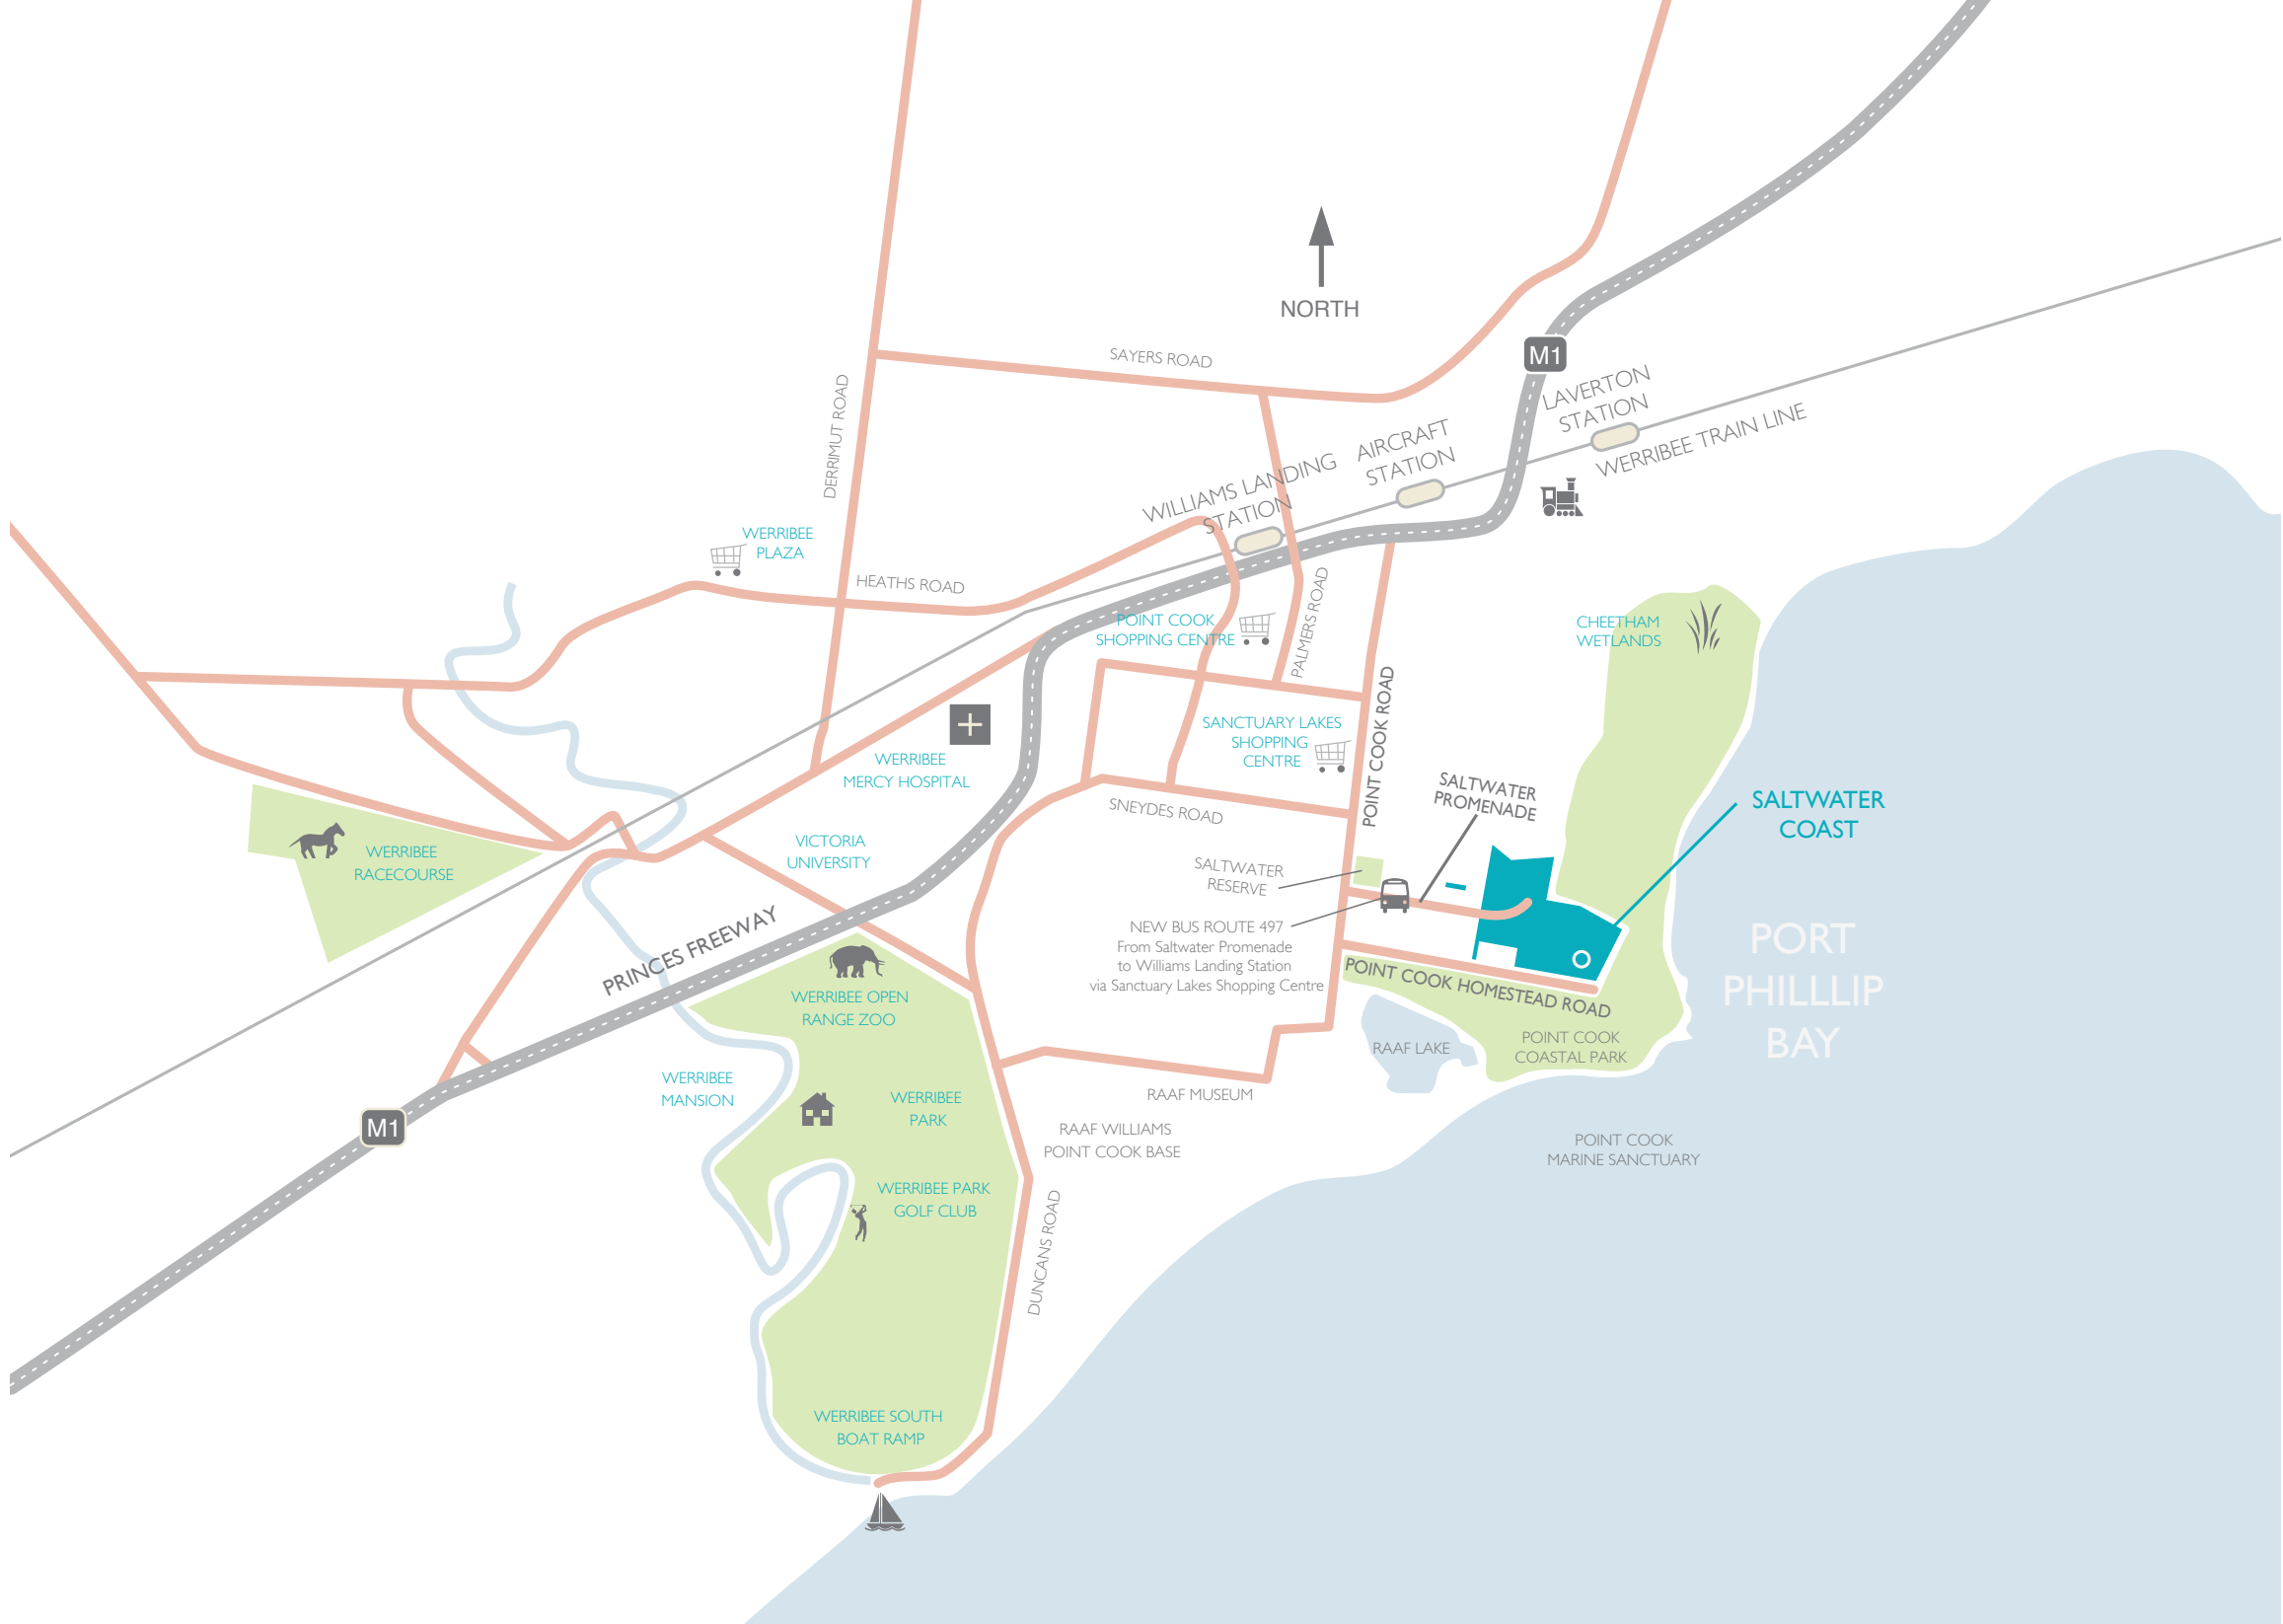 NORTH
SAYERS ROAD
M1
LAVERTON
STATION
DERRIMUT ROAD
AIRCRAFT
STATION
WERRIBEE TRAIN LINE
WILLIAMS LANDING
STATION
WERRIBEE
PLAZA
HEATHS ROAD
POINT COOK
SHOPPING CENTRE
PALMERS ROAD
CHEETHAM
WETLANDS
POINT COOK ROAD
SANCTUARY LAKES
SHOPPING
CENTRE
WERRIBEE
MERCY HOSPITAL
SALTWATER
PROMENADE
SALTWATER
COAST
SNEYDES ROAD
VICTORIA
UNIVERSITY
WERRIBEE
RACECOURSE
SALTWATER
RESERVE
PRINCES FREEWAY
NEW BUS ROUTE 497
From Saltwater Promenade
to Williams Landing Station
via Sanctuary Lakes Shopping Centre
PORT
PHILLLIP
BAY
POINT COOK HOMESTEAD ROAD
WERRIBEE OPEN
RANGE ZOO
RAAF LAKE
POINT COOK
COASTAL PARK
WERRIBEE
MANSION
WERRIBEE
PARK
RAAF MUSEUM
M1
RAAF WILLIAMS
POINT COOK BASE
POINT COOK
MARINE SANCTUARY
WERRIBEE PARK
GOLF CLUB
DUNCANS ROAD
WERRIBEE SOUTH
BOAT RAMP